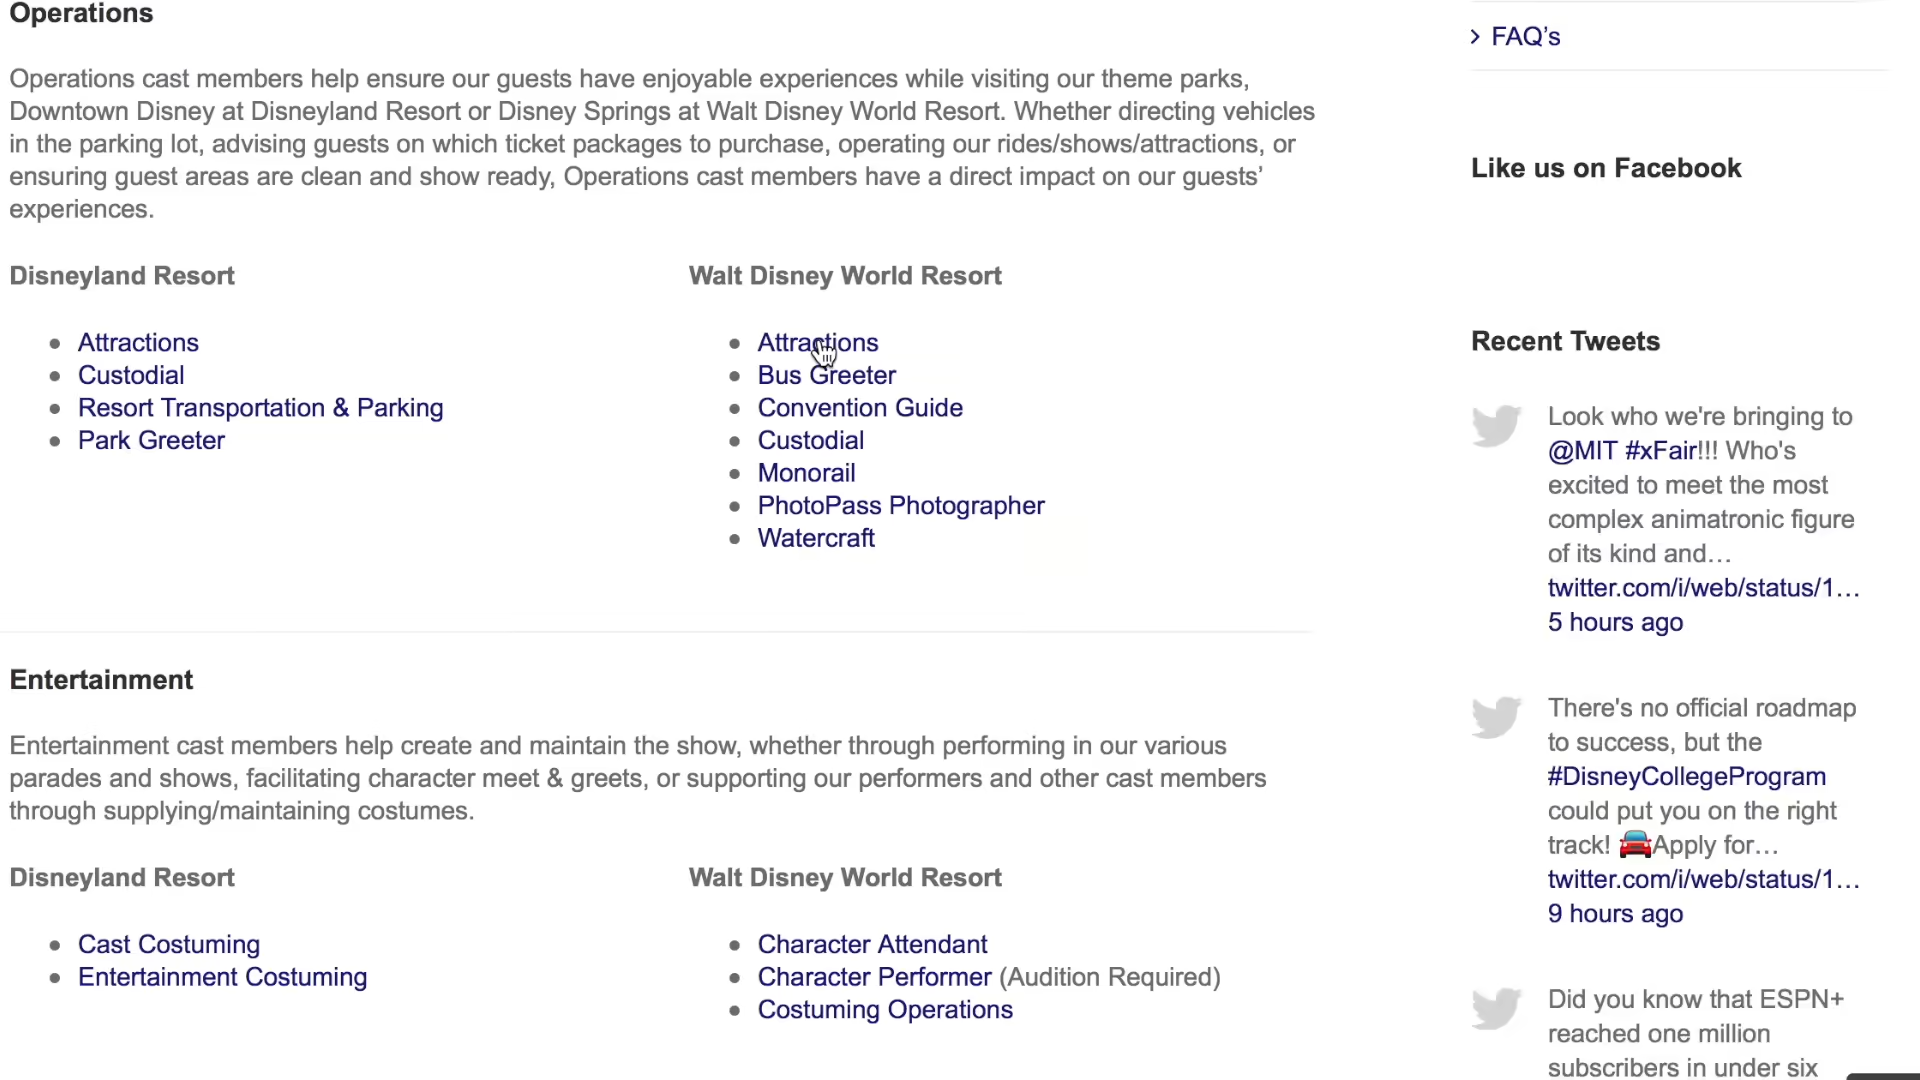 Operations
Operations cast members help ensure our guests have enjoyable experiences while visiting our theme parks,
Downtown Disney at Disneyland Resort or Disney Springs at Walt Disney World Resort. Whether directing vehicles
in the parking lot, advising guests on which ticket packages to purchase, operating our rides/shows/attractions, or
ensuring guest areas are clean and show ready, Operations cast members have a direct impact on our guests’
experiences.
Disneyland Resort
Attractions
Custodial
Resort Transportation & Parking
Park Greeter
Walt Disney World Resort
Attractions
Bus Greeter
Convention Guide
Custodial
Monorail
PhotoPass Photographer
Watercraft
Entertainment
Entertainment cast members help create and maintain the show, whether through performing in our various
parades and shows, facilitating character meet & greets, or supporting our performers and other cast members
through supplying/maintaining costumes.
Disneyland Resort
Cast Costuming
Entertainment Costuming
Walt Disney World Resort
Character Attendant
Character Performer (Audition Required)
Costuming Operations
FAQ’s
Like us on Facebook
Recent Tweets
Look who we're bringing to
@MIT #xFair!!! Who's
excited to meet the most
complex animatronic figure
of its kind and…
twitter.com/i/web/status/1…
5 hours ago
There's no official roadmap
to success, but the
#DisneyCollegeProgram
could put you on the right
track! 🚘Apply for…
twitter.com/i/web/status/1…
9 hours ago
Did you know that ESPN+
reached one million
subscribers in under six